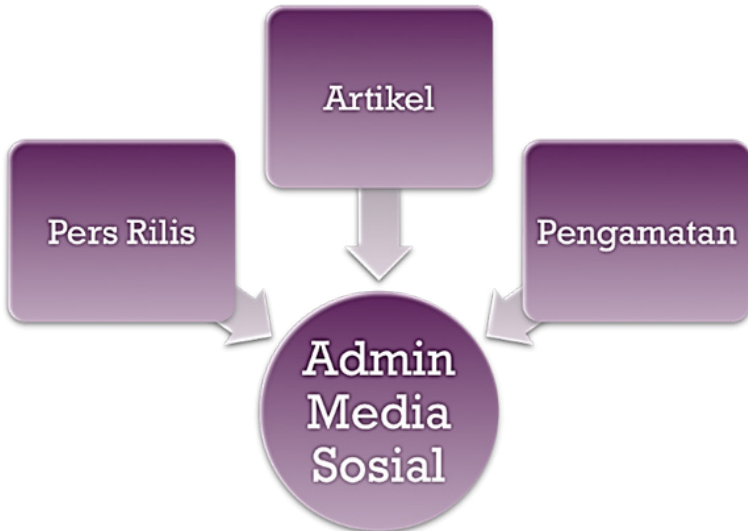 Artikel
Pers Rilis
Pengamatan
Admin
Media
Sosial